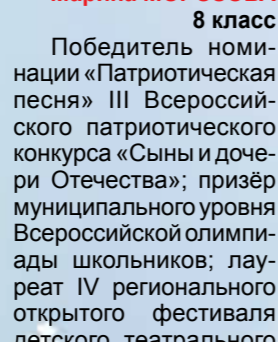 8 класс
Победитель номи-
нации «Патриотическая
песня» III Всероссий-
ского патриотического
конкурса «Сыны и доче-
ри Отечества»; призёр
муниципального уровня
Всероссийской олимпи-
ады школьников; лау-
реат IV регионального
открытого фестиваля
детского театрального